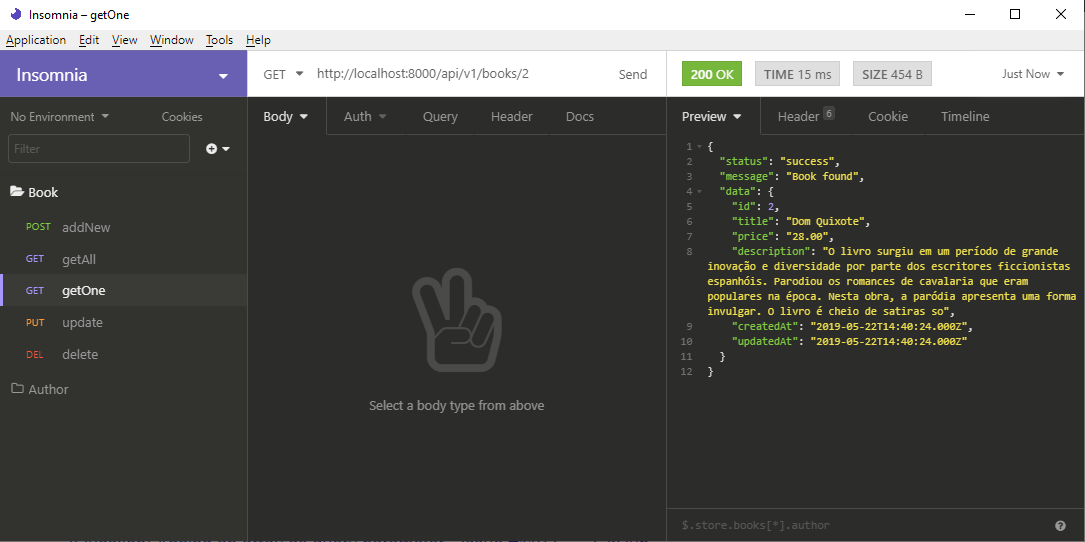 Insomnia – getOne
Application Edit View Window Tools Help
Insomnia
GET http://localhost:8000/api/v1/books/2 Send
200 OK TIME 15 ms SIZE 454 B Just Now
No Environment Cookies
Body Auth Query Header Docs
Preview Header 6 Cookie Timeline
Filter
Book
POST addNew
GET getAll
GET getOne
PUT update
DEL delete
Author
Select a body type from above
1 {
2 "status": "success",
3 "message": "Book found",
4 "data": {
5 "id": 2,
6 "title": "Dom Quixote",
7 "price": "28.00",
8 "description": "O livro surgiu em um período de grande
inovação e diversidade por parte dos escritores ficcionistas
espanhóis. Parodiou os romances de cavalaria que eram
populares na época. Nesta obra, a paródia apresenta uma forma
invulgar. O livro é cheio de satiras so",
9 "createdAt": "2019-05-22T14:40:24.000Z",
10 "updatedAt": "2019-05-22T14:40:24.000Z"
11 }
12 }
$.store.books[*].author